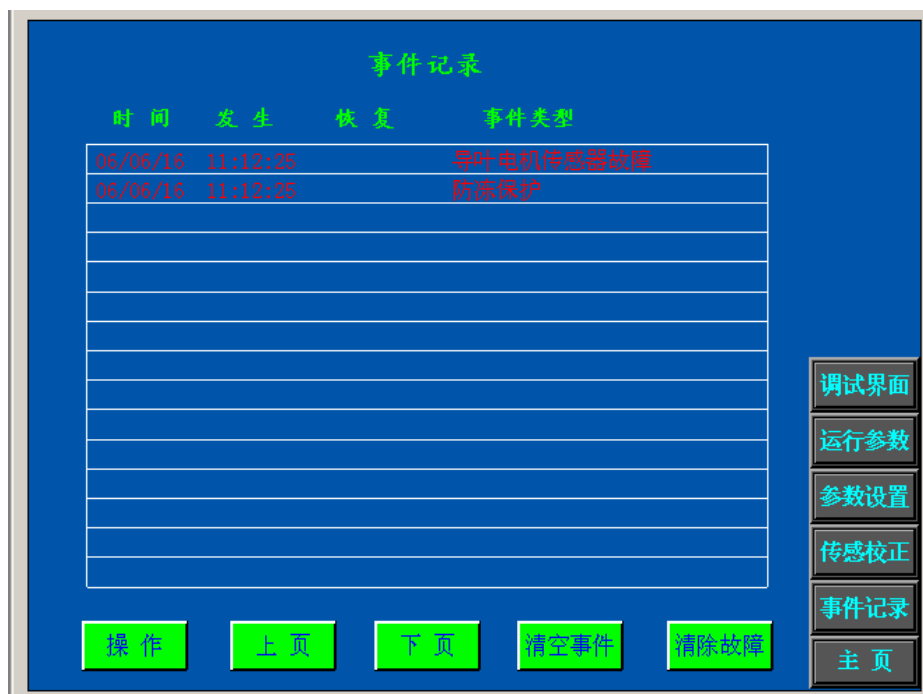 事件记录
时 间 发 生 恢 复 事件类型
06/06/16 11:12:25 导叶电机传感器故障
06/06/16 11:12:25 防冻保护
调试界面
运行参数
参数设置
传感校正
事件记录
主 页
操 作 上 页 下 页 清空事件 清除故障